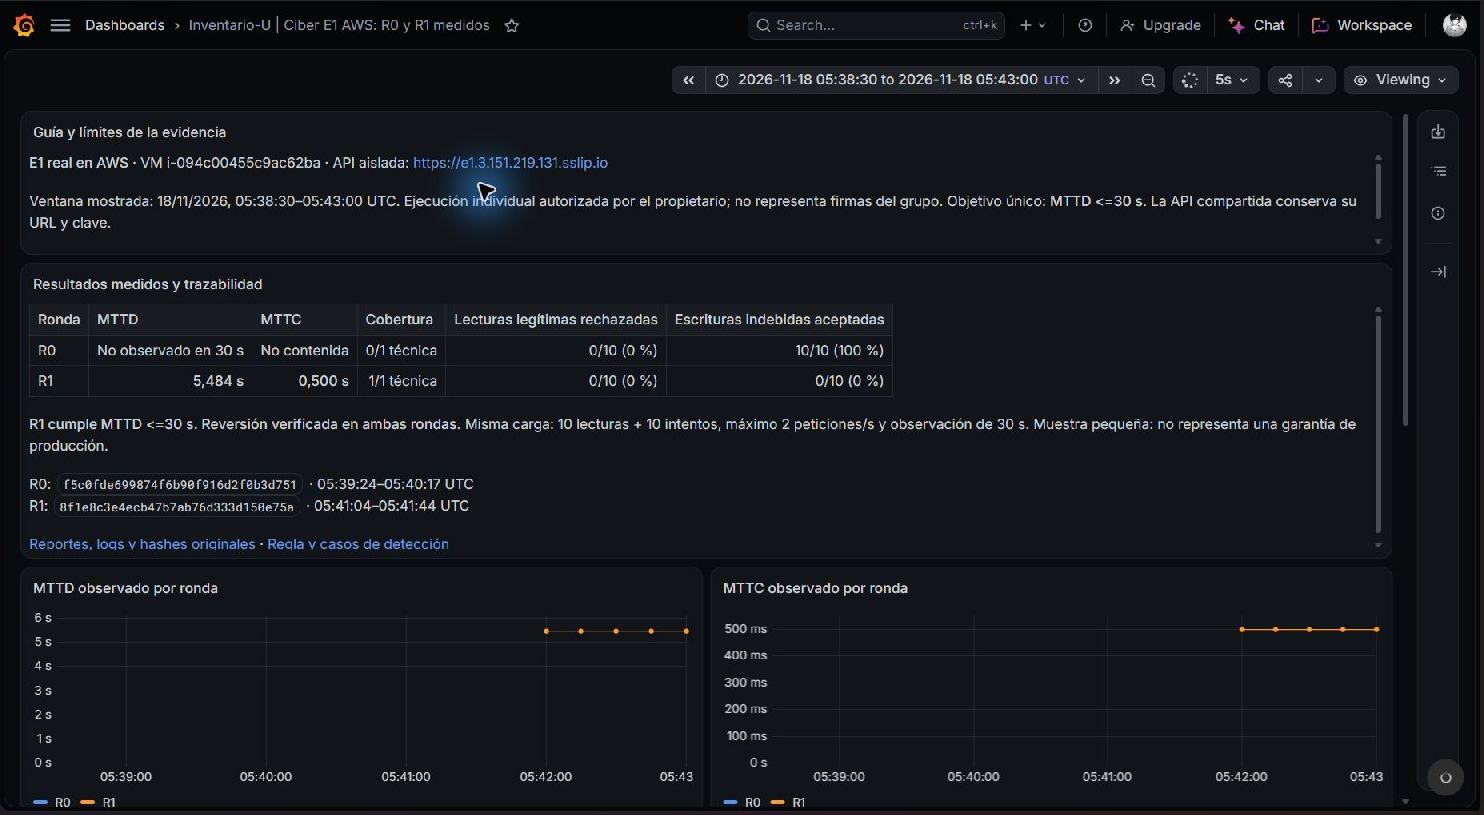 Dashboards › Inventario-U | Ciber E1 AWS: R0 y R1 medidos
Search... ctrl+k
Upgrade
Chat
Workspace
2026-11-18 05:38:30 to 2026-11-18 05:43:00 UTC
5s
Viewing
Guía y límites de la evidencia
E1 real en AWS · VM i-094c00455c9ac62ba · API aislada: https://e1.3.151.219.131.sslip.io
Ventana mostrada: 18/11/2026, 05:38:30–05:43:00 UTC. Ejecución individual autorizada por el propietario; no representa firmas del grupo. Objetivo único: MTTD <=30 s. La API compartida conserva su
URL y clave.
Resultados medidos y trazabilidad
Ronda MTTD MTTC Cobertura Lecturas legítimas rechazadas Escrituras indebidas aceptadas
R0 No observado en 30 s No contenida 0/1 técnica 0/10 (0 %) 10/10 (100 %)
R1 5,484 s 0,500 s 1/1 técnica 0/10 (0 %) 0/10 (0 %)
R1 cumple MTTD <=30 s. Reversión verificada en ambas rondas. Misma carga: 10 lecturas + 10 intentos, máximo 2 peticiones/s y observación de 30 s. Muestra pequeña: no representa una garantía de
producción.
R0: f5c0fde699874f6b90f916d2f0b3d751 · 05:39:24–05:40:17 UTC
R1: 8f1e8c3e4ecb47b7ab76d333d150e75a · 05:41:04–05:41:44 UTC
Reportes, logs y hashes originales · Regla y casos de detección
MTTD observado por ronda
6 s
5 s
4 s
3 s
2 s
1 s
0 s
05:39:00 05:40:00 05:41:00 05:42:00 05:43
R0 R1
MTTC observado por ronda
500 ms
400 ms
300 ms
200 ms
100 ms
0 s
05:39:00 05:40:00 05:41:00 05:42:00 05:43
R0 R1